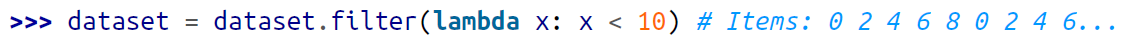 >>> dataset = dataset.filter(lambda x: x < 10) # Items: 0 2 4 6 8 0 2 4 6...